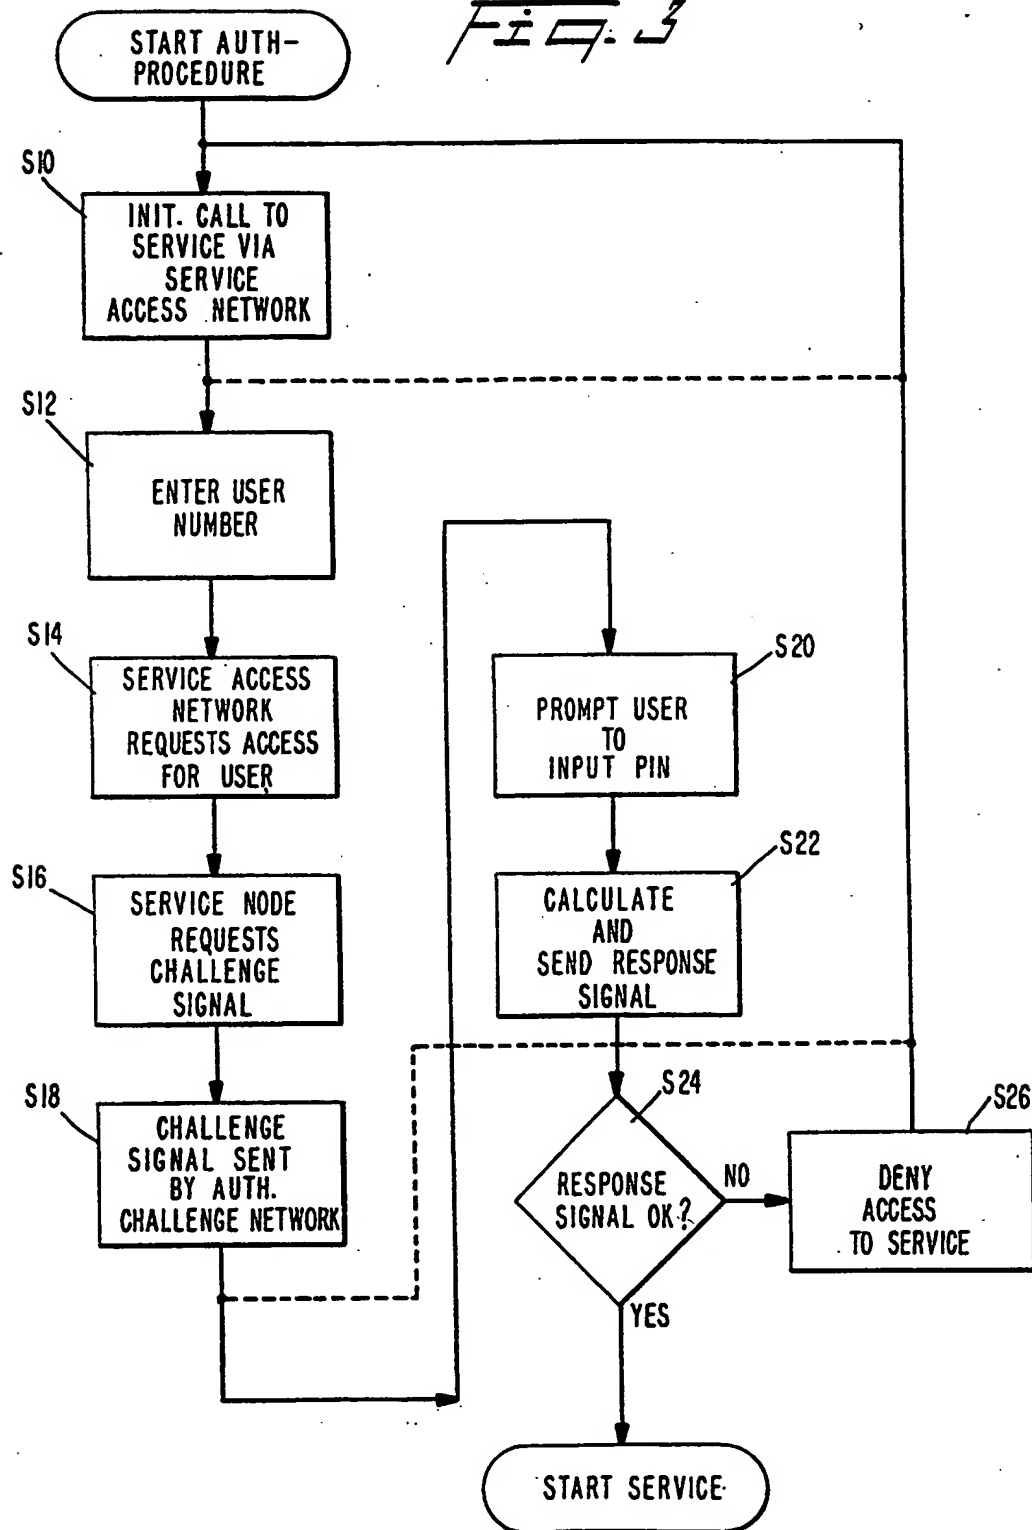 Fig. 3
START AUTH-
PROCEDURE
S10
INIT. CALL TO
SERVICE VIA
SERVICE
ACCESS NETWORK
S12
ENTER USER
NUMBER
S14
SERVICE ACCESS
NETWORK
REQUESTS ACCESS
FOR USER
S16
SERVICE NODE
REQUESTS
CHALLENGE
SIGNAL
S18
CHALLENGE
SIGNAL SENT
BY AUTH.
CHALLENGE NETWORK
S20
PROMPT USER
TO
INPUT PIN
S22
CALCULATE
AND
SEND RESPONSE
SIGNAL
S24
RESPONSE
SIGNAL OK?
NO
YES
S26
DENY
ACCESS
TO SERVICE
START SERVICE